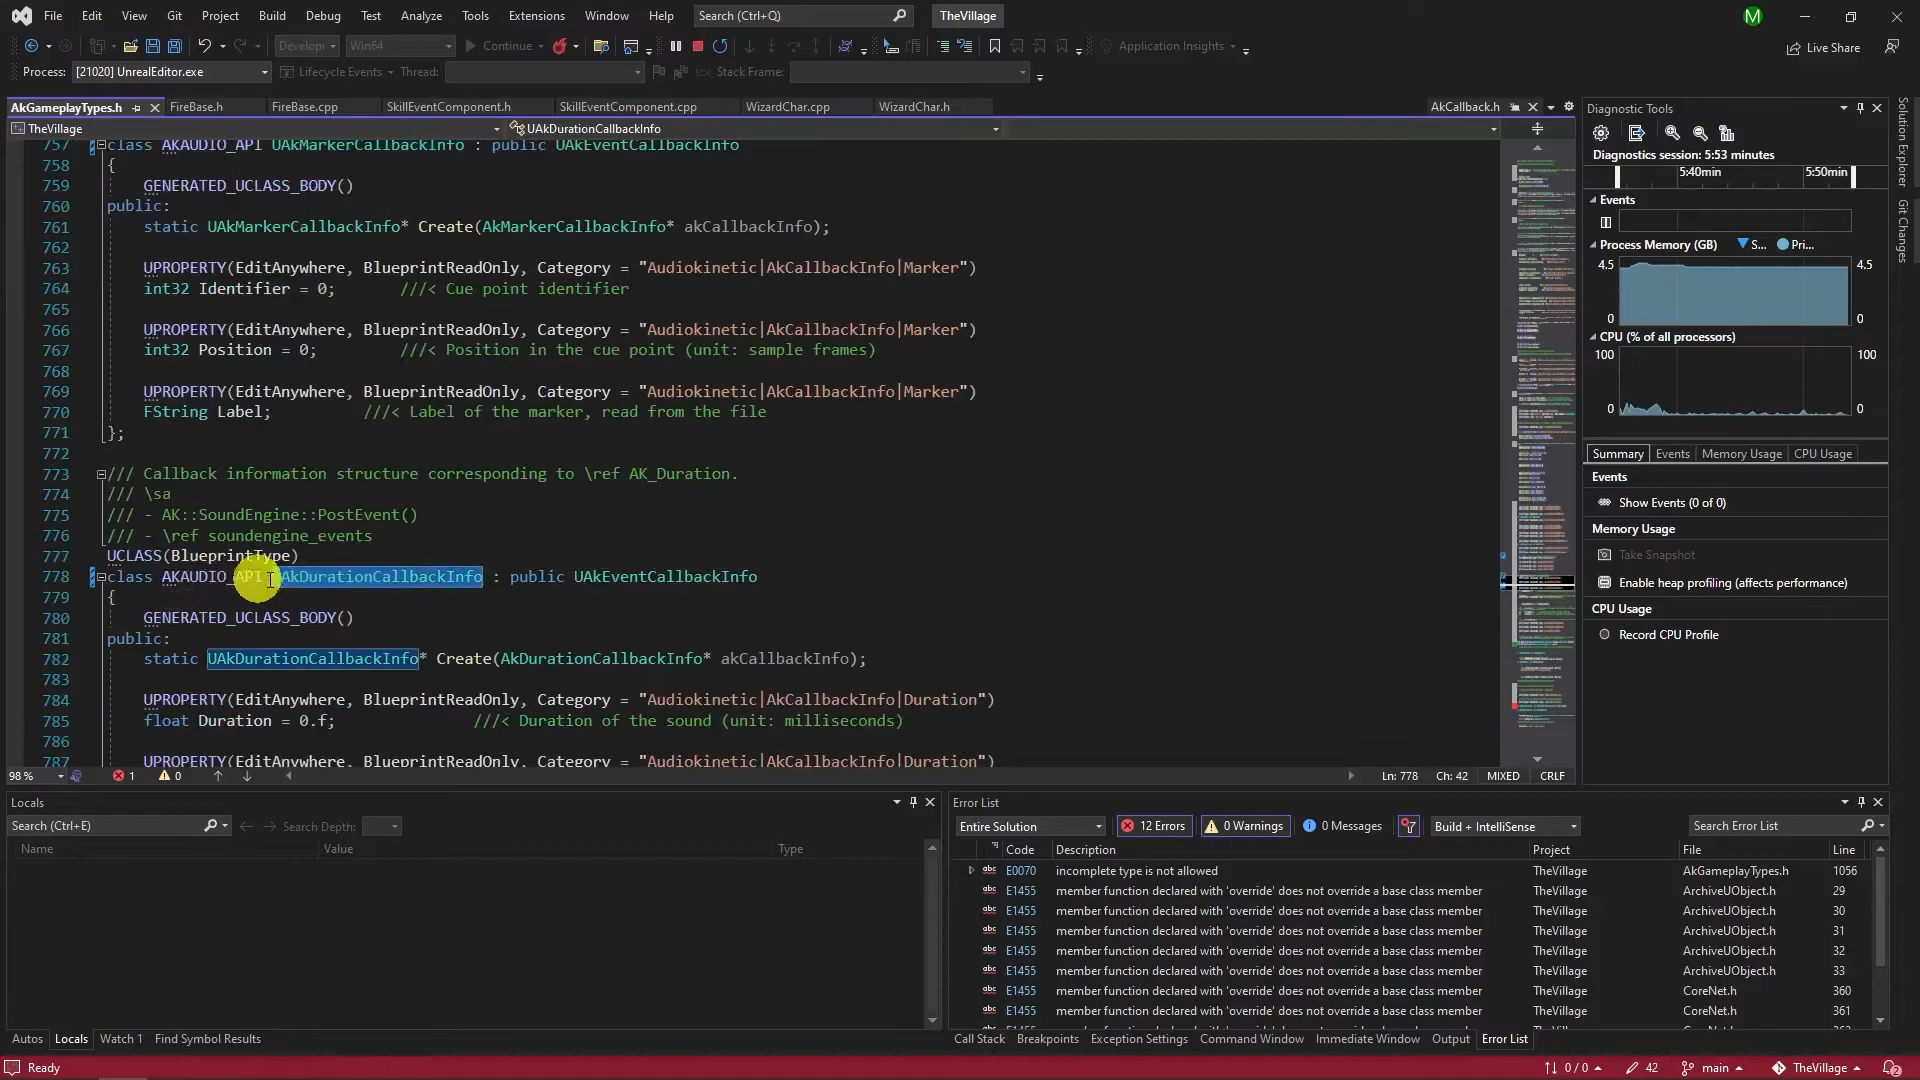 File Edit View Git Project Build Debug Test Analyze Tools Extensions Window Help Search (Ctrl+Q) TheVillage M
Develop Win64 Continue Application Insights Live Share
Process: [21020] UnrealEditor.exe Lifecycle Events Thread: Stack Frame:
AkGameplayTypes.h FireBase.h FireBase.cpp SkillEventComponent.h SkillEventComponent.cpp WizardChar.cpp WizardChar.h AkCallback.h
TheVillage UAkDurationCallbackInfo
757 class AKAUDIO_API UAkMarkerCallbackInfo : public UAkEventCallbackInfo
758 {
759 GENERATED_UCLASS_BODY()
760 public:
761 static UAkMarkerCallbackInfo* Create(AkMarkerCallbackInfo* akCallbackInfo);
762
763 UPROPERTY(EditAnywhere, BlueprintReadOnly, Category = "Audiokinetic|AkCallbackInfo|Marker")
764 int32 Identifier = 0; ///< Cue point identifier
765
766 UPROPERTY(EditAnywhere, BlueprintReadOnly, Category = "Audiokinetic|AkCallbackInfo|Marker")
767 int32 Position = 0; ///< Position in the cue point (unit: sample frames)
768
769 UPROPERTY(EditAnywhere, BlueprintReadOnly, Category = "Audiokinetic|AkCallbackInfo|Marker")
770 FString Label; ///< Label of the marker, read from the file
771 };
772
773 /// Callback information structure corresponding to \ref AK_Duration.
774 /// \sa
775 /// - AK::SoundEngine::PostEvent()
776 /// - \ref soundengine_events
777 UCLASS(BlueprintType)
778 class AKAUDIO_API UAkDurationCallbackInfo : public UAkEventCallbackInfo
779 {
780 GENERATED_UCLASS_BODY()
781 public:
782 static UAkDurationCallbackInfo* Create(AkDurationCallbackInfo* akCallbackInfo);
783
784 UPROPERTY(EditAnywhere, BlueprintReadOnly, Category = "Audiokinetic|AkCallbackInfo|Duration")
785 float Duration = 0.f; ///< Duration of the sound (unit: milliseconds)
786
787 UPROPERTY(EditAnywhere, BlueprintReadOnly, Category = "Audiokinetic|AkCallbackInfo|Duration")
98 % 1 0 Ln: 778 Ch: 42 MIXED CRLF
Diagnostic Tools
Diagnostics session: 5:53 minutes
5:40min 5:50min
Events
Process Memory (GB) S... Pri...
4.5 4.5
0 0
CPU (% of all processors)
100 100
0 0
Summary Events Memory Usage CPU Usage
Events
Show Events (0 of 0)
Memory Usage
Take Snapshot
Enable heap profiling (affects performance)
CPU Usage
Record CPU Profile
Solution Explorer
Git Changes
Locals
Search (Ctrl+E) Search Depth:
Name Value Type
Autos Locals Watch 1 Find Symbol Results
Error List
Entire Solution 12 Errors 0 Warnings 0 Messages Build + IntelliSense Search Error List
Code Description Project File Line
abc E0070 incomplete type is not allowed TheVillage AkGameplayTypes.h 1056
abc E1455 member function declared with 'override' does not override a base class member TheVillage ArchiveUObject.h 29
abc E1455 member function declared with 'override' does not override a base class member TheVillage ArchiveUObject.h 30
abc E1455 member function declared with 'override' does not override a base class member TheVillage ArchiveUObject.h 31
abc E1455 member function declared with 'override' does not override a base class member TheVillage ArchiveUObject.h 32
abc E1455 member function declared with 'override' does not override a base class member TheVillage ArchiveUObject.h 33
abc E1455 member function declared with 'override' does not override a base class member TheVillage CoreNet.h 360
abc E1455 member function declared with 'override' does not override a base class member TheVillage CoreNet.h 361
Call Stack Breakpoints Exception Settings Command Window Immediate Window Output Error List
Ready 0 / 0 42 main TheVillage 2